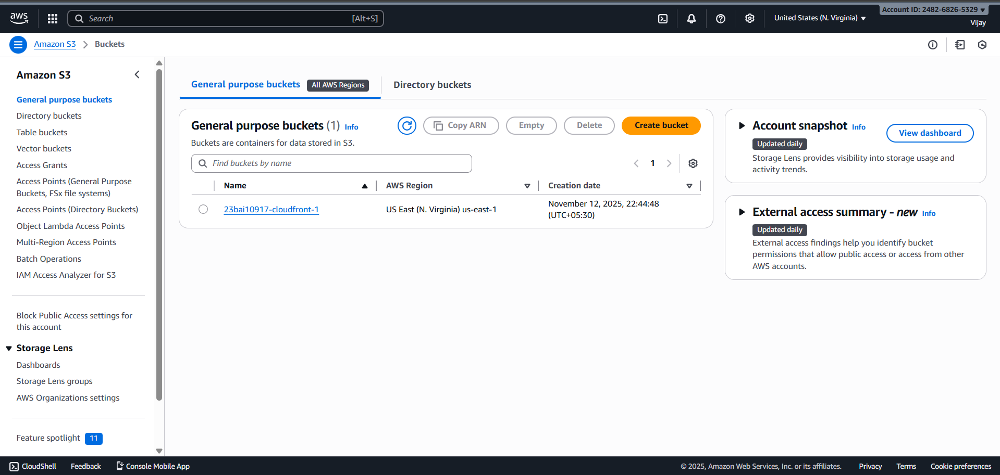 aws
Search
[Alt+S]
United States (N. Virginia)
Account ID: 2482-6826-5329
Vijay
Amazon S3
Buckets
Amazon S3
General purpose buckets
Directory buckets
Table buckets
Vector buckets
Access Grants
Access Points (General Purpose
Buckets, FSx file systems)
Access Points (Directory Buckets)
Object Lambda Access Points
Multi-Region Access Points
Batch Operations
IAM Access Analyzer for S3
Block Public Access settings for
this account
Storage Lens
Dashboards
Storage Lens groups
AWS Organizations settings
Feature spotlight 11
General purpose buckets All AWS Regions
Directory buckets
General purpose buckets (1) Info
Copy ARN
Empty
Delete
Create bucket
Buckets are containers for data stored in S3.
Find buckets by name
1
Name
AWS Region
Creation date
23bai10917-cloudfront-1
US East (N. Virginia) us-east-1
November 12, 2025, 22:44:48
(UTC+05:30)
Account snapshot Info
View dashboard
Updated daily
Storage Lens provides visibility into storage usage and
activity trends.
External access summary - new Info
Updated daily
External access findings help you identify bucket
permissions that allow public access or access from other
AWS accounts.
CloudShell
Feedback
Console Mobile App
© 2025, Amazon Web Services, Inc. or its affiliates.
Privacy
Terms
Cookie preferences